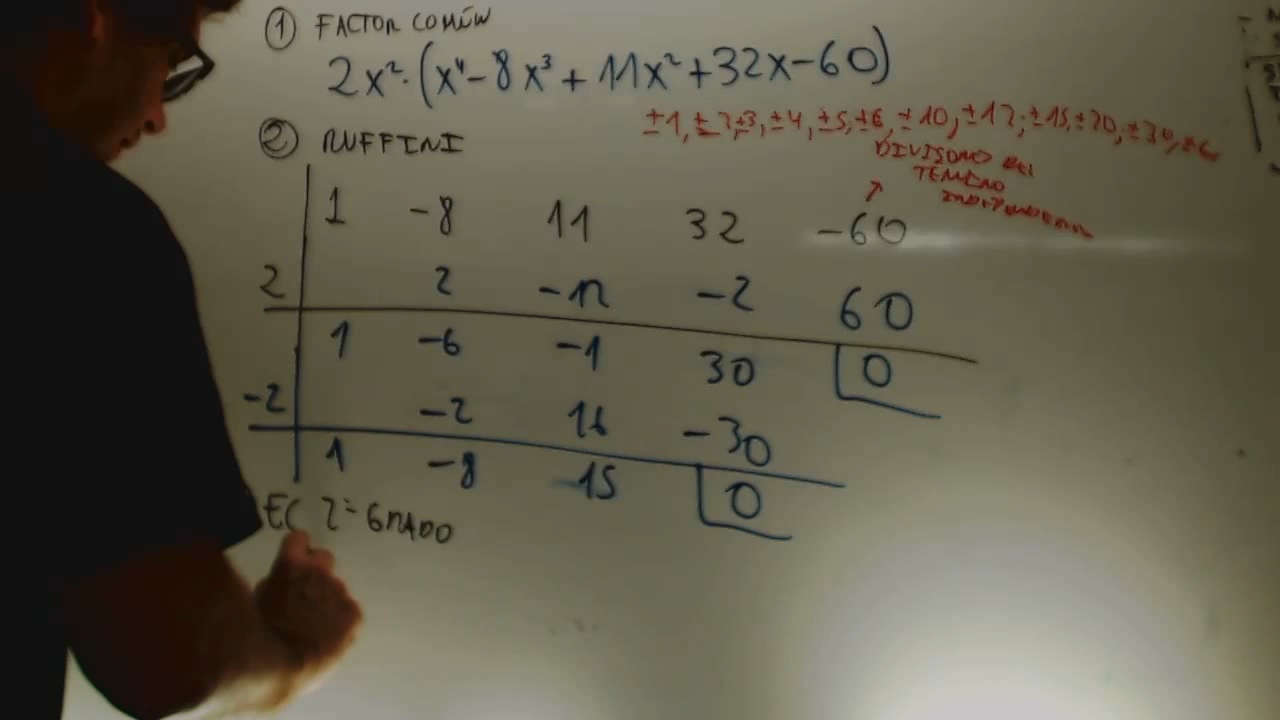 ① FACTOR COMÚN
2x²·(x⁴-8x³+11x²+32x-60)
±1,±2,±3,±4,±5,±6,±10,±12,±15,±20,±30,±6
② RUFFINI
DIVISORES DEL
TERMINO
1 -8 11 32 -60
2 2 -12 -2 60
1 -6 -1 30 0
-2 -2 16 -30
1 -8 15 0
EC 2º GRADO